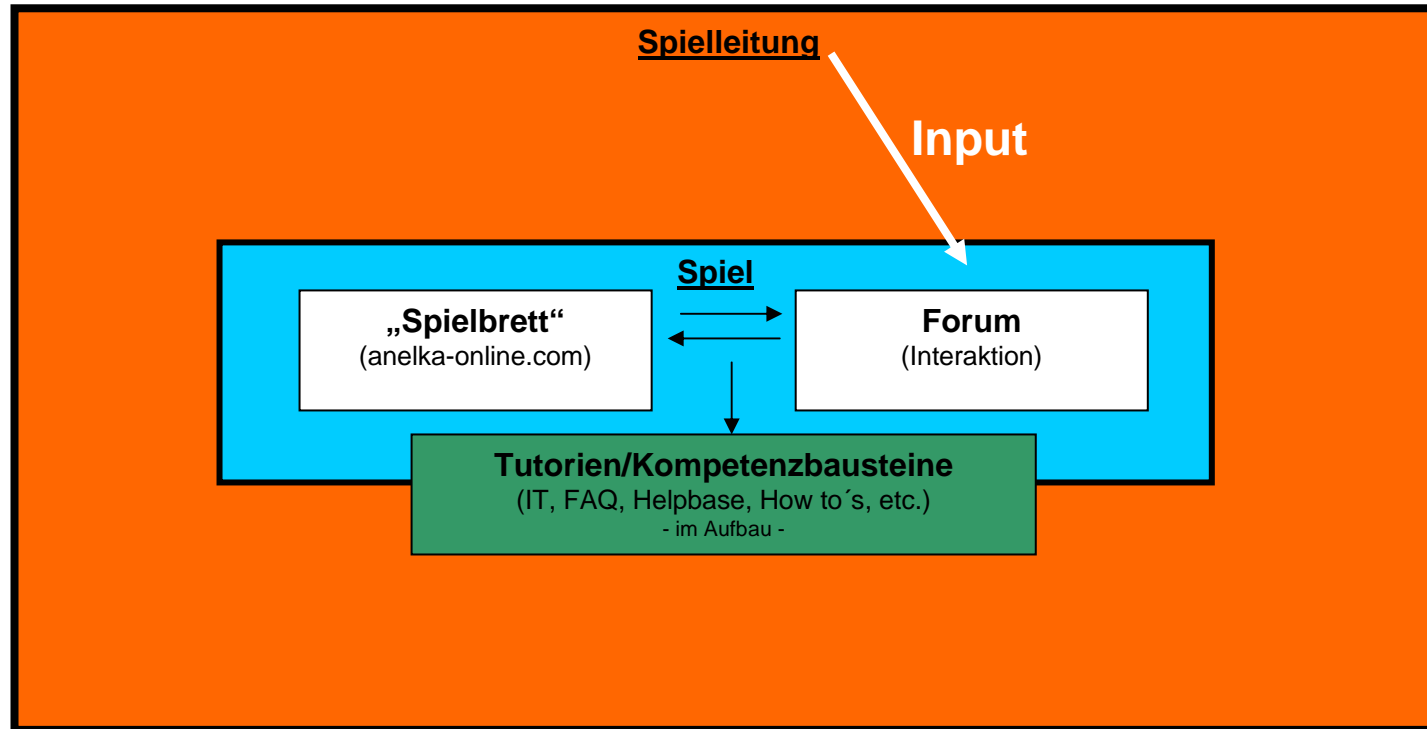 Spielleitung
Input
Spiel
„Spielbrett“
(anelka-online.com)
Forum
(Interaktion)
Tutorien/Kompetenzbausteine
(IT, FAQ, Helpbase, How to´s, etc.)
- im Aufbau -